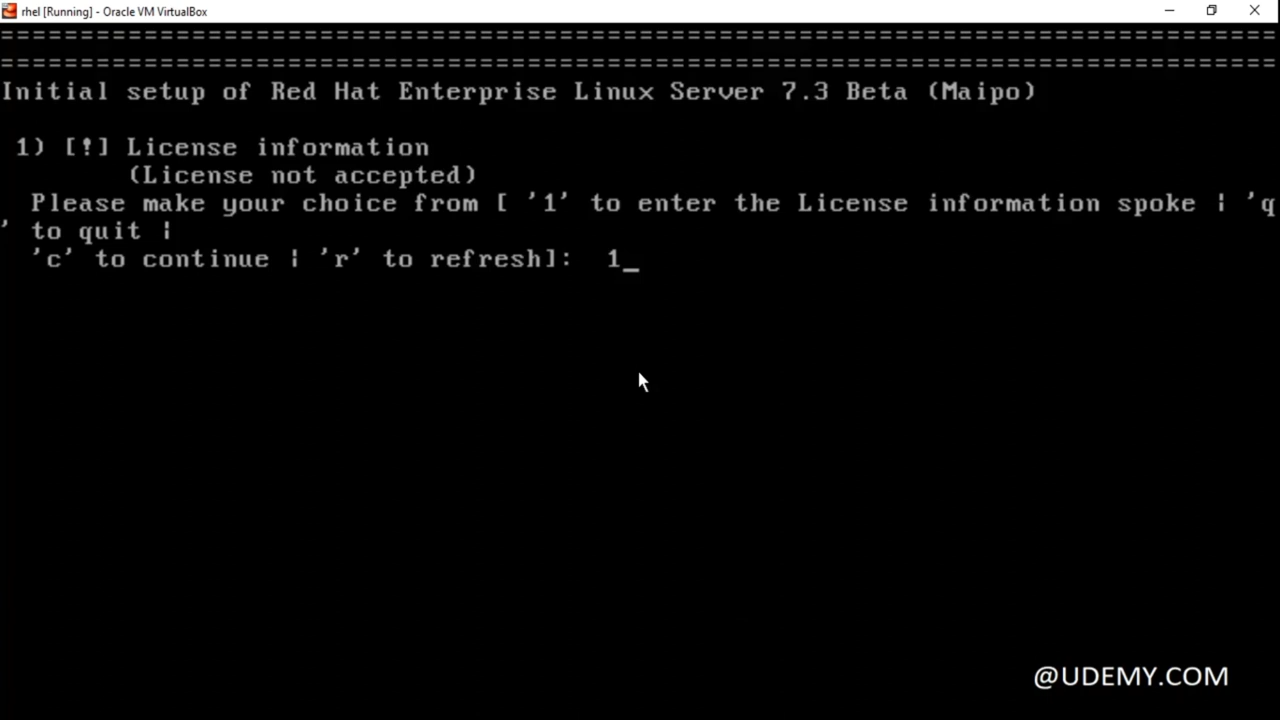 rhel [Running] - Oracle VM VirtualBox
================================================================================
================================================================================
Initial setup of Red Hat Enterprise Linux Server 7.3 Beta (Maipo)
1) [!] License information
(License not accepted)
Please make your choice from [ '1' to enter the License information spoke | 'q
' to quit |
'c' to continue | 'r' to refresh]:  1_
@UDEMY.COM